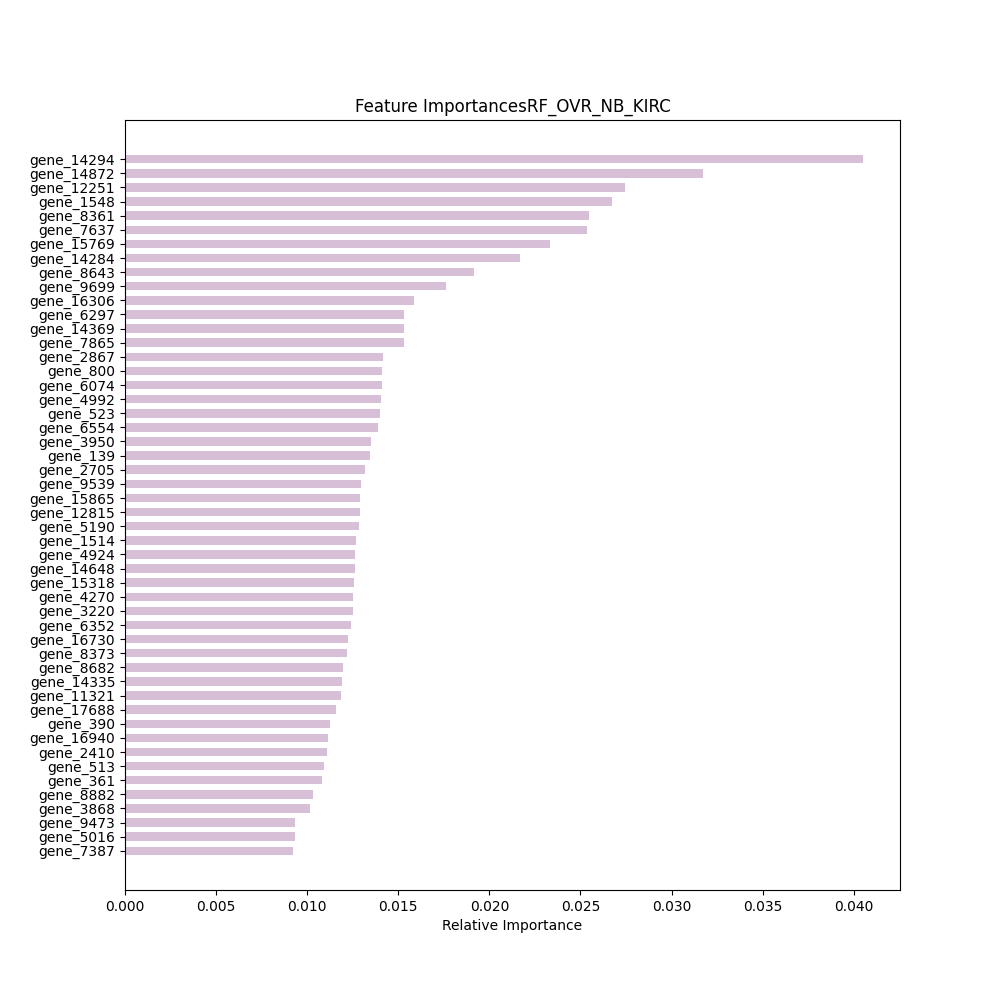 Feature ImportancesRF_OVR_NB_KIRC
gene_14294
gene_14872
gene_12251
gene_1548
gene_8361
gene_7637
gene_15769
gene_14284
gene_8643
gene_9699
gene_16306
gene_6297
gene_14369
gene_7865
gene_2867
gene_800
gene_6074
gene_4992
gene_523
gene_6554
gene_3950
gene_139
gene_2705
gene_9539
gene_15865
gene_12815
gene_5190
gene_1514
gene_4924
gene_14648
gene_15318
gene_4270
gene_3220
gene_6352
gene_16730
gene_8373
gene_8682
gene_14335
gene_11321
gene_17688
gene_390
gene_16940
gene_2410
gene_513
gene_361
gene_8882
gene_3868
gene_9473
gene_5016
gene_7387
0.000 0.005 0.010 0.015 0.020 0.025 0.030 0.035 0.040
Relative Importance